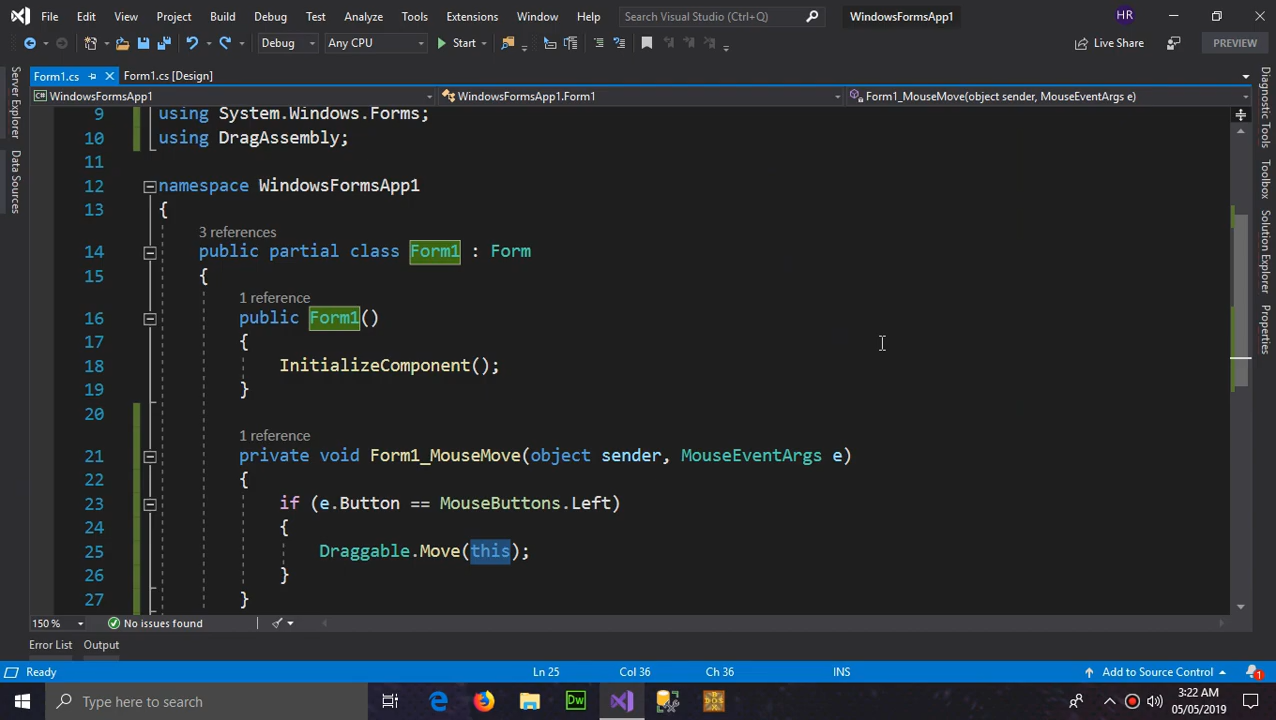 File Edit View Project Build Debug Test Analyze Tools Extensions Window Help Search Visual Studio (Ctrl+Q) WindowsFormsApp1 HR
Debug Any CPU Start Live Share PREVIEW
Form1.cs Form1.cs [Design]
WindowsFormsApp1 WindowsFormsApp1.Form1 Form1_MouseMove(object sender, MouseEventArgs e)
Server Explorer
Data Sources
Diagnostic Tools
Toolbox
Solution Explorer
Properties
9 using System.Windows.Forms;
10 using DragAssembly;
11
12 namespace WindowsFormsApp1
13 {
3 references
14 public partial class Form1 : Form
15 {
1 reference
16 public Form1()
17 {
18 InitializeComponent();
19 }
20
1 reference
21 private void Form1_MouseMove(object sender, MouseEventArgs e)
22 {
23 if (e.Button == MouseButtons.Left)
24 {
25 Draggable.Move(this);
26 }
27 }
150 % No issues found
Error List Output
Ready Ln 25 Col 36 Ch 36 INS Add to Source Control 1
Type here to search Dw 3:22 AM
05/05/2019